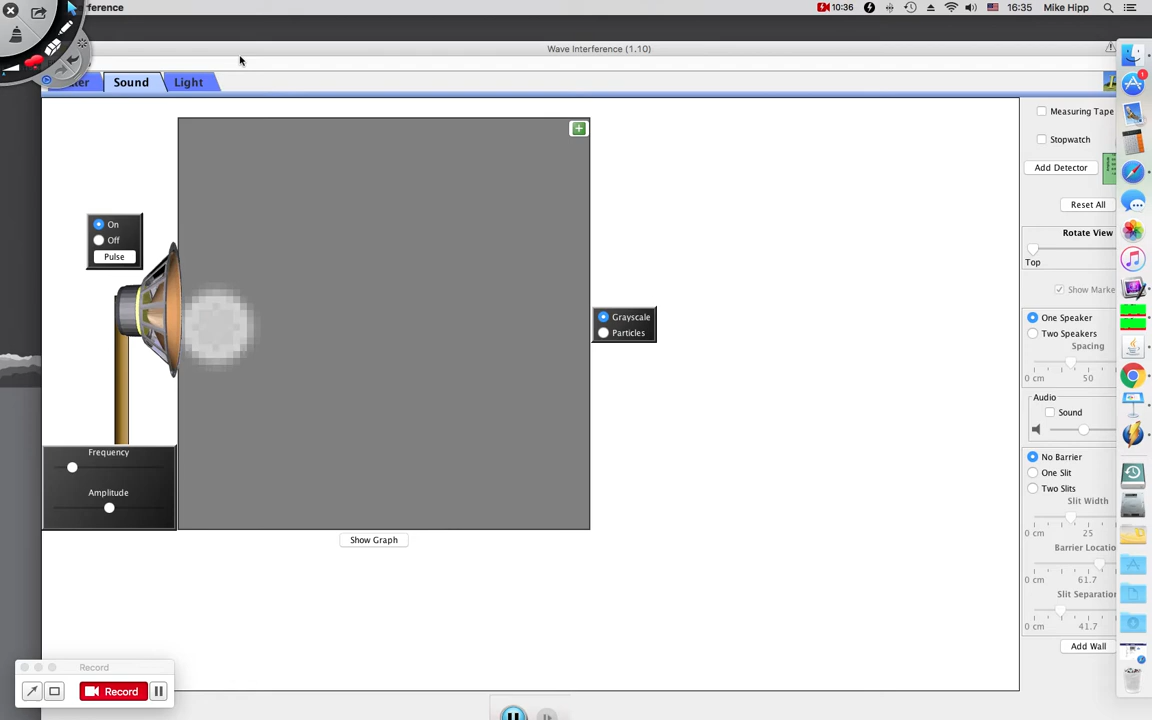 ference
10:36
16:35
Mike Hipp
Wave Interference (1.10)
Sound
Light
Measuring Tape
Stopwatch
Add Detector
Reset All
On
Off
Pulse
Rotate View
Top
Show Marke
Grayscale
Particles
One Speaker
Two Speakers
Spacing
0 cm 50
Audio
Sound
Frequency
Amplitude
No Barrier
One Slit
Two Slits
Slit Width
0 cm 25
Show Graph
Barrier Locatio
0 cm 61.7
Slit Separatio
0 cm 41.7
Add Wall
Record
Record